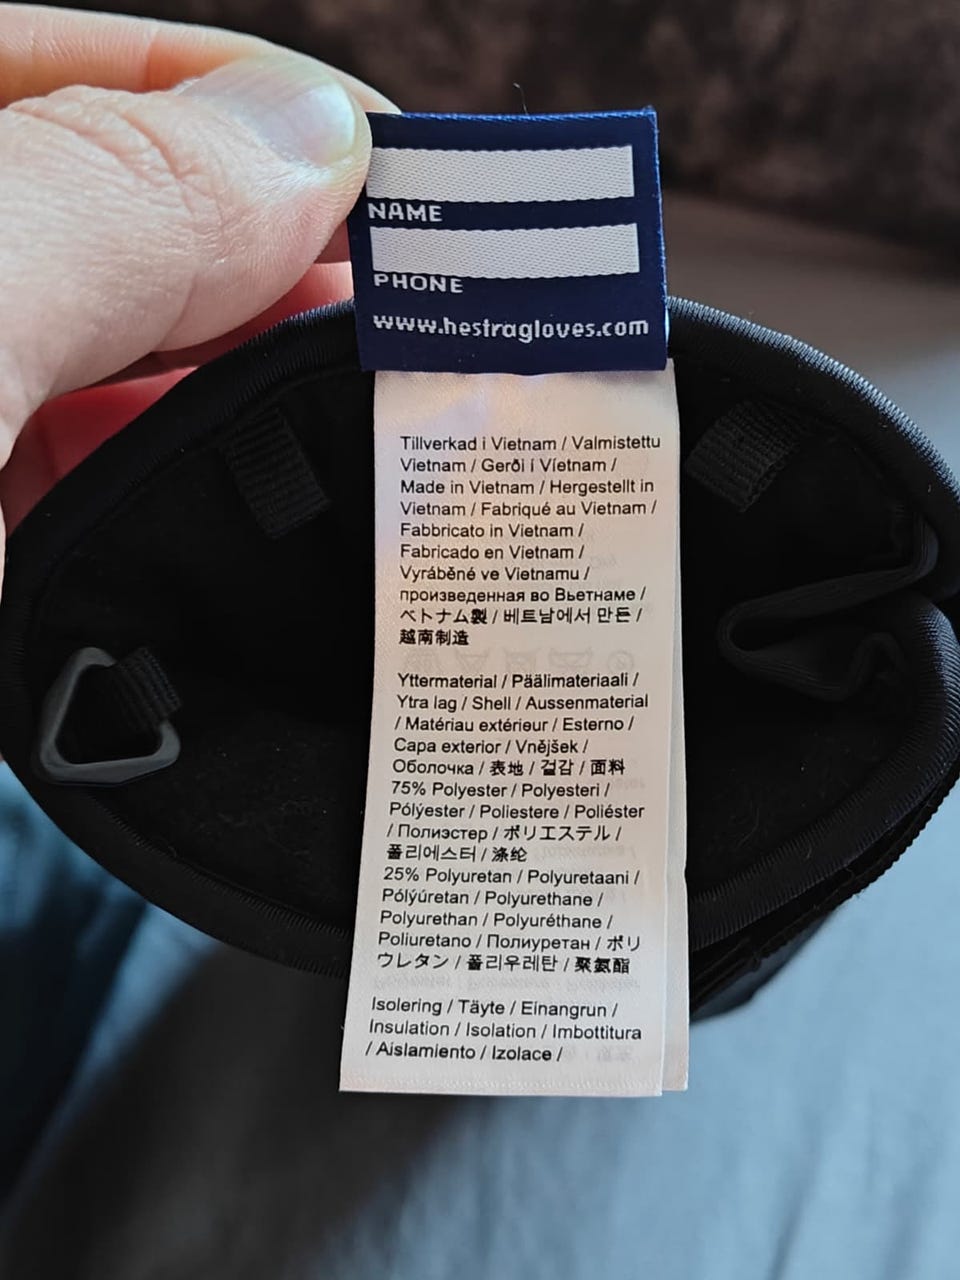 NAME
PHONE
www.hestragloves.com
Tillverkad i Vietnam / Valmistettu
Vietnam / Gerði í Víetnam /
Made in Vietnam / Hergestellt in
Vietnam / Fabriqué au Vietnam /
Fabbricato in Vietnam /
Fabricado en Vietnam /
Vyráběné ve Vietnamu /
произведенная во Вьетнаме /
ベトナム製 / 베트남에서 만든 /
越南制造
Yttermaterial / Päälimateriaali /
Ytra lag / Shell / Aussenmaterial
/ Matériau extérieur / Esterno /
Capa exterior / Vnějšek /
Оболочка / 表地 / 겉감 / 面料
75% Polyester / Polyesteri /
Pólýester / Poliestere / Poliéster
/ Полиэстер / ポリエステル /
폴리에스터 / 涤纶
25% Polyuretan / Polyuretaani /
Pólýúretan / Polyurethane /
Polyurethan / Polyuréthane /
Poliuretano / Полиуретан / ポリ
ウレタン / 폴리우레탄 / 聚氨酯
Isolering / Täyte / Einangrun /
Insulation / Isolation / Imbottitura
/ Aislamiento / Izolace /